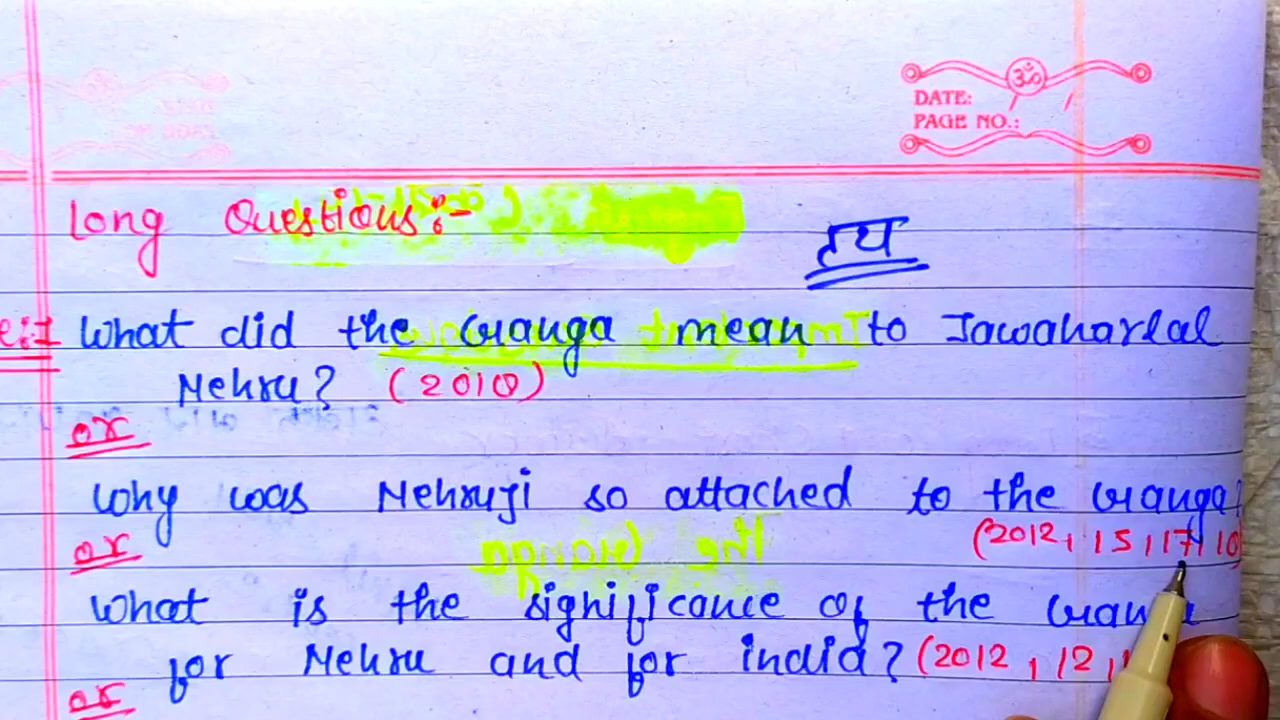 ॐ
DATE:
PAGE NO.:
Long Questions:-
What did the Ganga mean to Jawaharlal
Nehru? (2010)
or
Why was Nehruji so attached to the Ganga?
(2012, 15, 17, 10)
or
What is the significance of the
for Nehru and for india? (2012, 12,
or